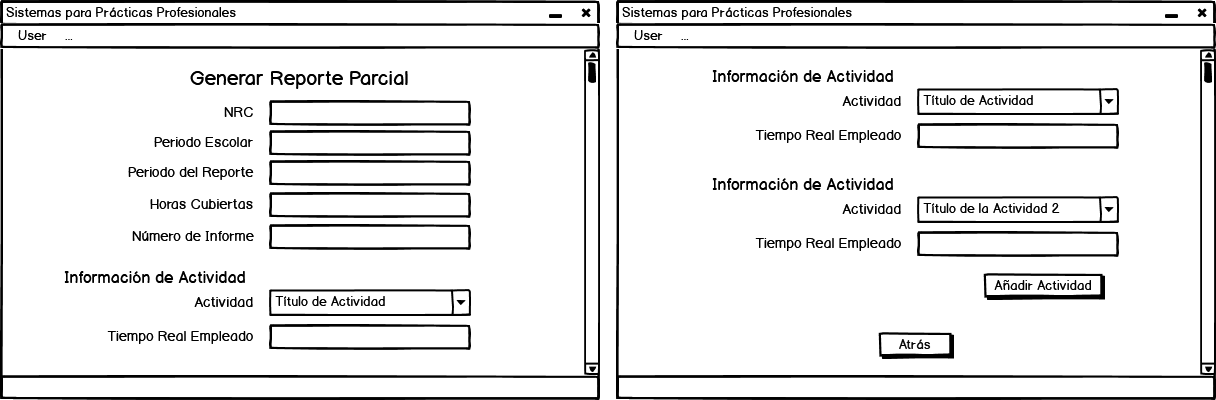 Sistemas para Prácticas Profesionales
User ...
Generar Reporte Parcial
NRC
Periodo Escolar
Periodo del Reporte
Horas Cubiertas
Número de Informe
Información de Actividad
Actividad Título de Actividad
Tiempo Real Empleado
Sistemas para Prácticas Profesionales
User ...
Información de Actividad
Actividad Título de Actividad
Tiempo Real Empleado
Información de Actividad
Actividad Título de la Actividad 2
Tiempo Real Empleado
Añadir Actividad
Atrás